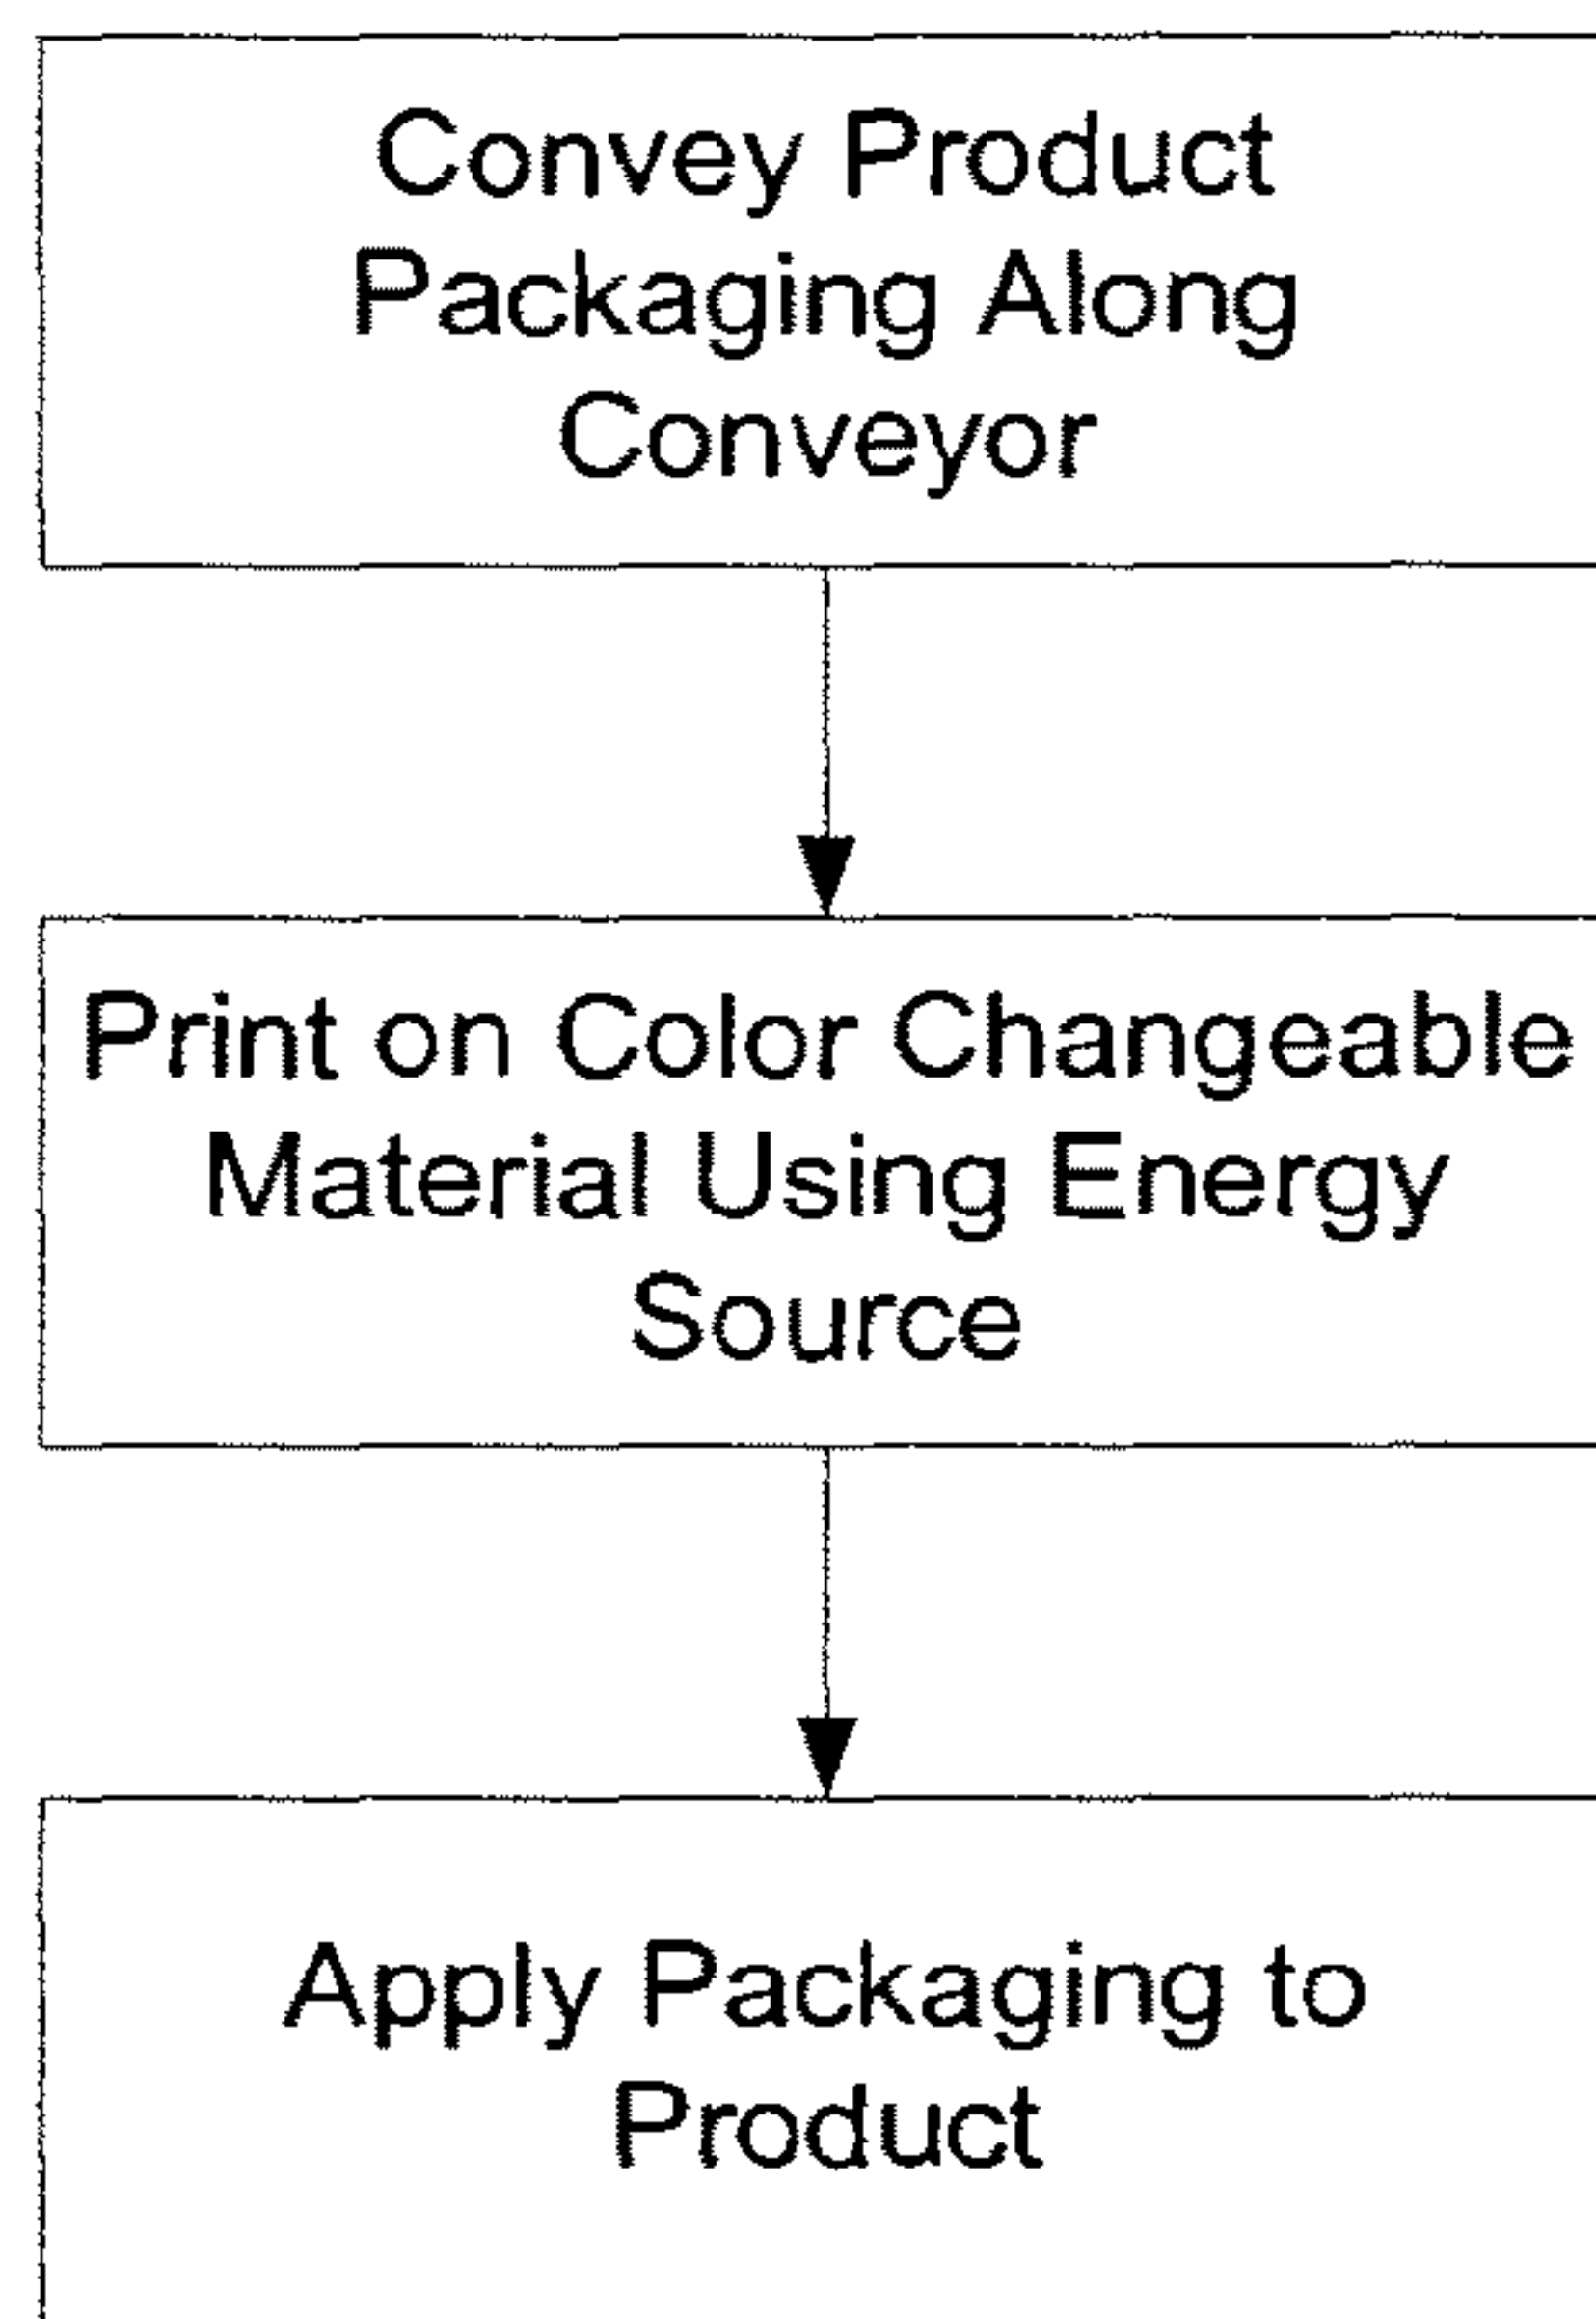 Convey Product
Packaging Along
Conveyor
Print on Color Changeable
Material Using Energy
Source
Apply Packaging to
Product